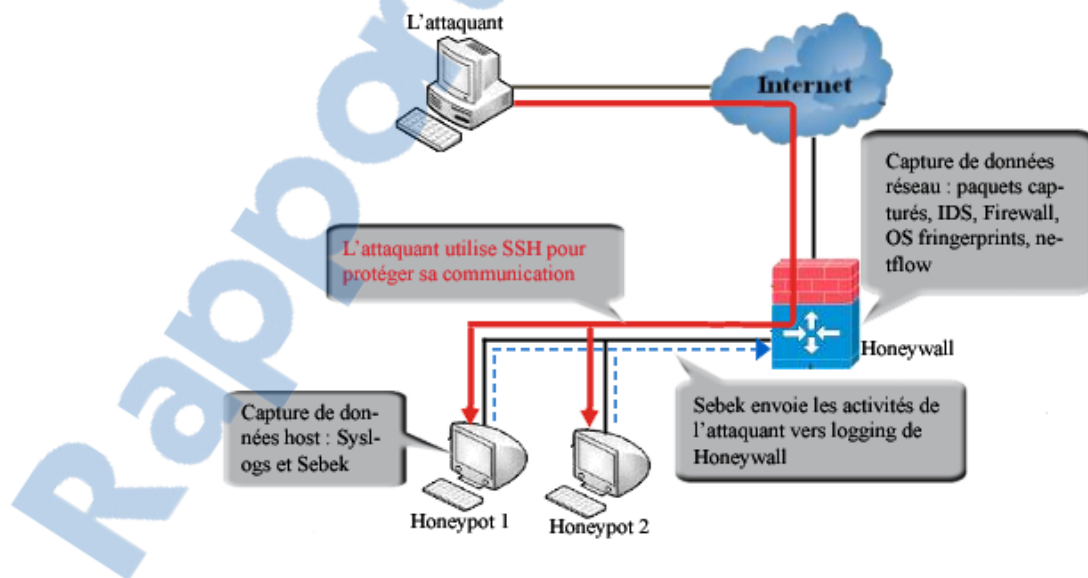 L'attaquant
Internet
Capture de données
réseau : paquets cap-
turés, IDS, Firewall,
OS fringerprints, ne-
tflow
L'attaquant utilise SSH pour
protéger sa communication
Honeywall
Capture de don-
nées host : Sysl-
ogs et Sebek
Sebek envoie les activités de
l'attaquant vers logging de
Honeywall
Honeypot 1
Honeypot 2